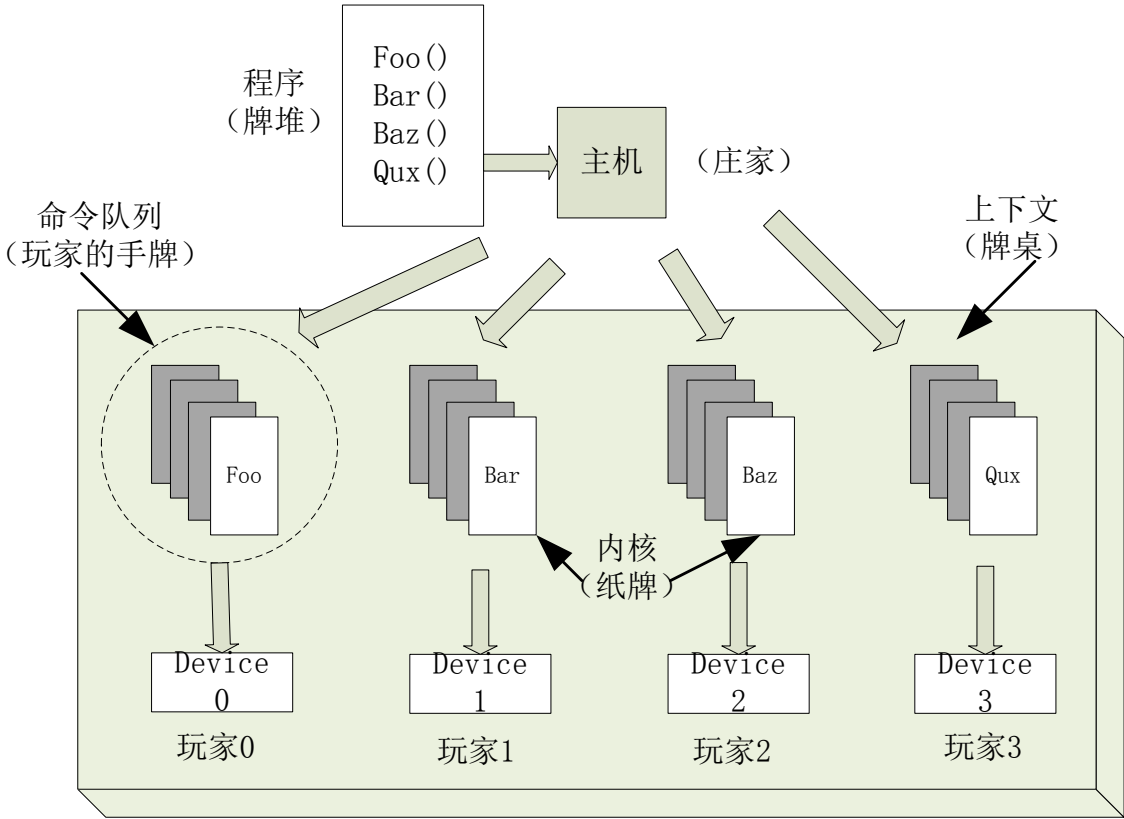 Foo()
Bar()
Baz()
Qux()
程序
（牌堆）
主机
（庄家）
命令队列
（玩家的手牌）
上下文
（牌桌）
Foo
Bar
Baz
Qux
内核
（纸牌）
Device
0
Device
1
Device
2
Device
3
玩家0
玩家1
玩家2
玩家3